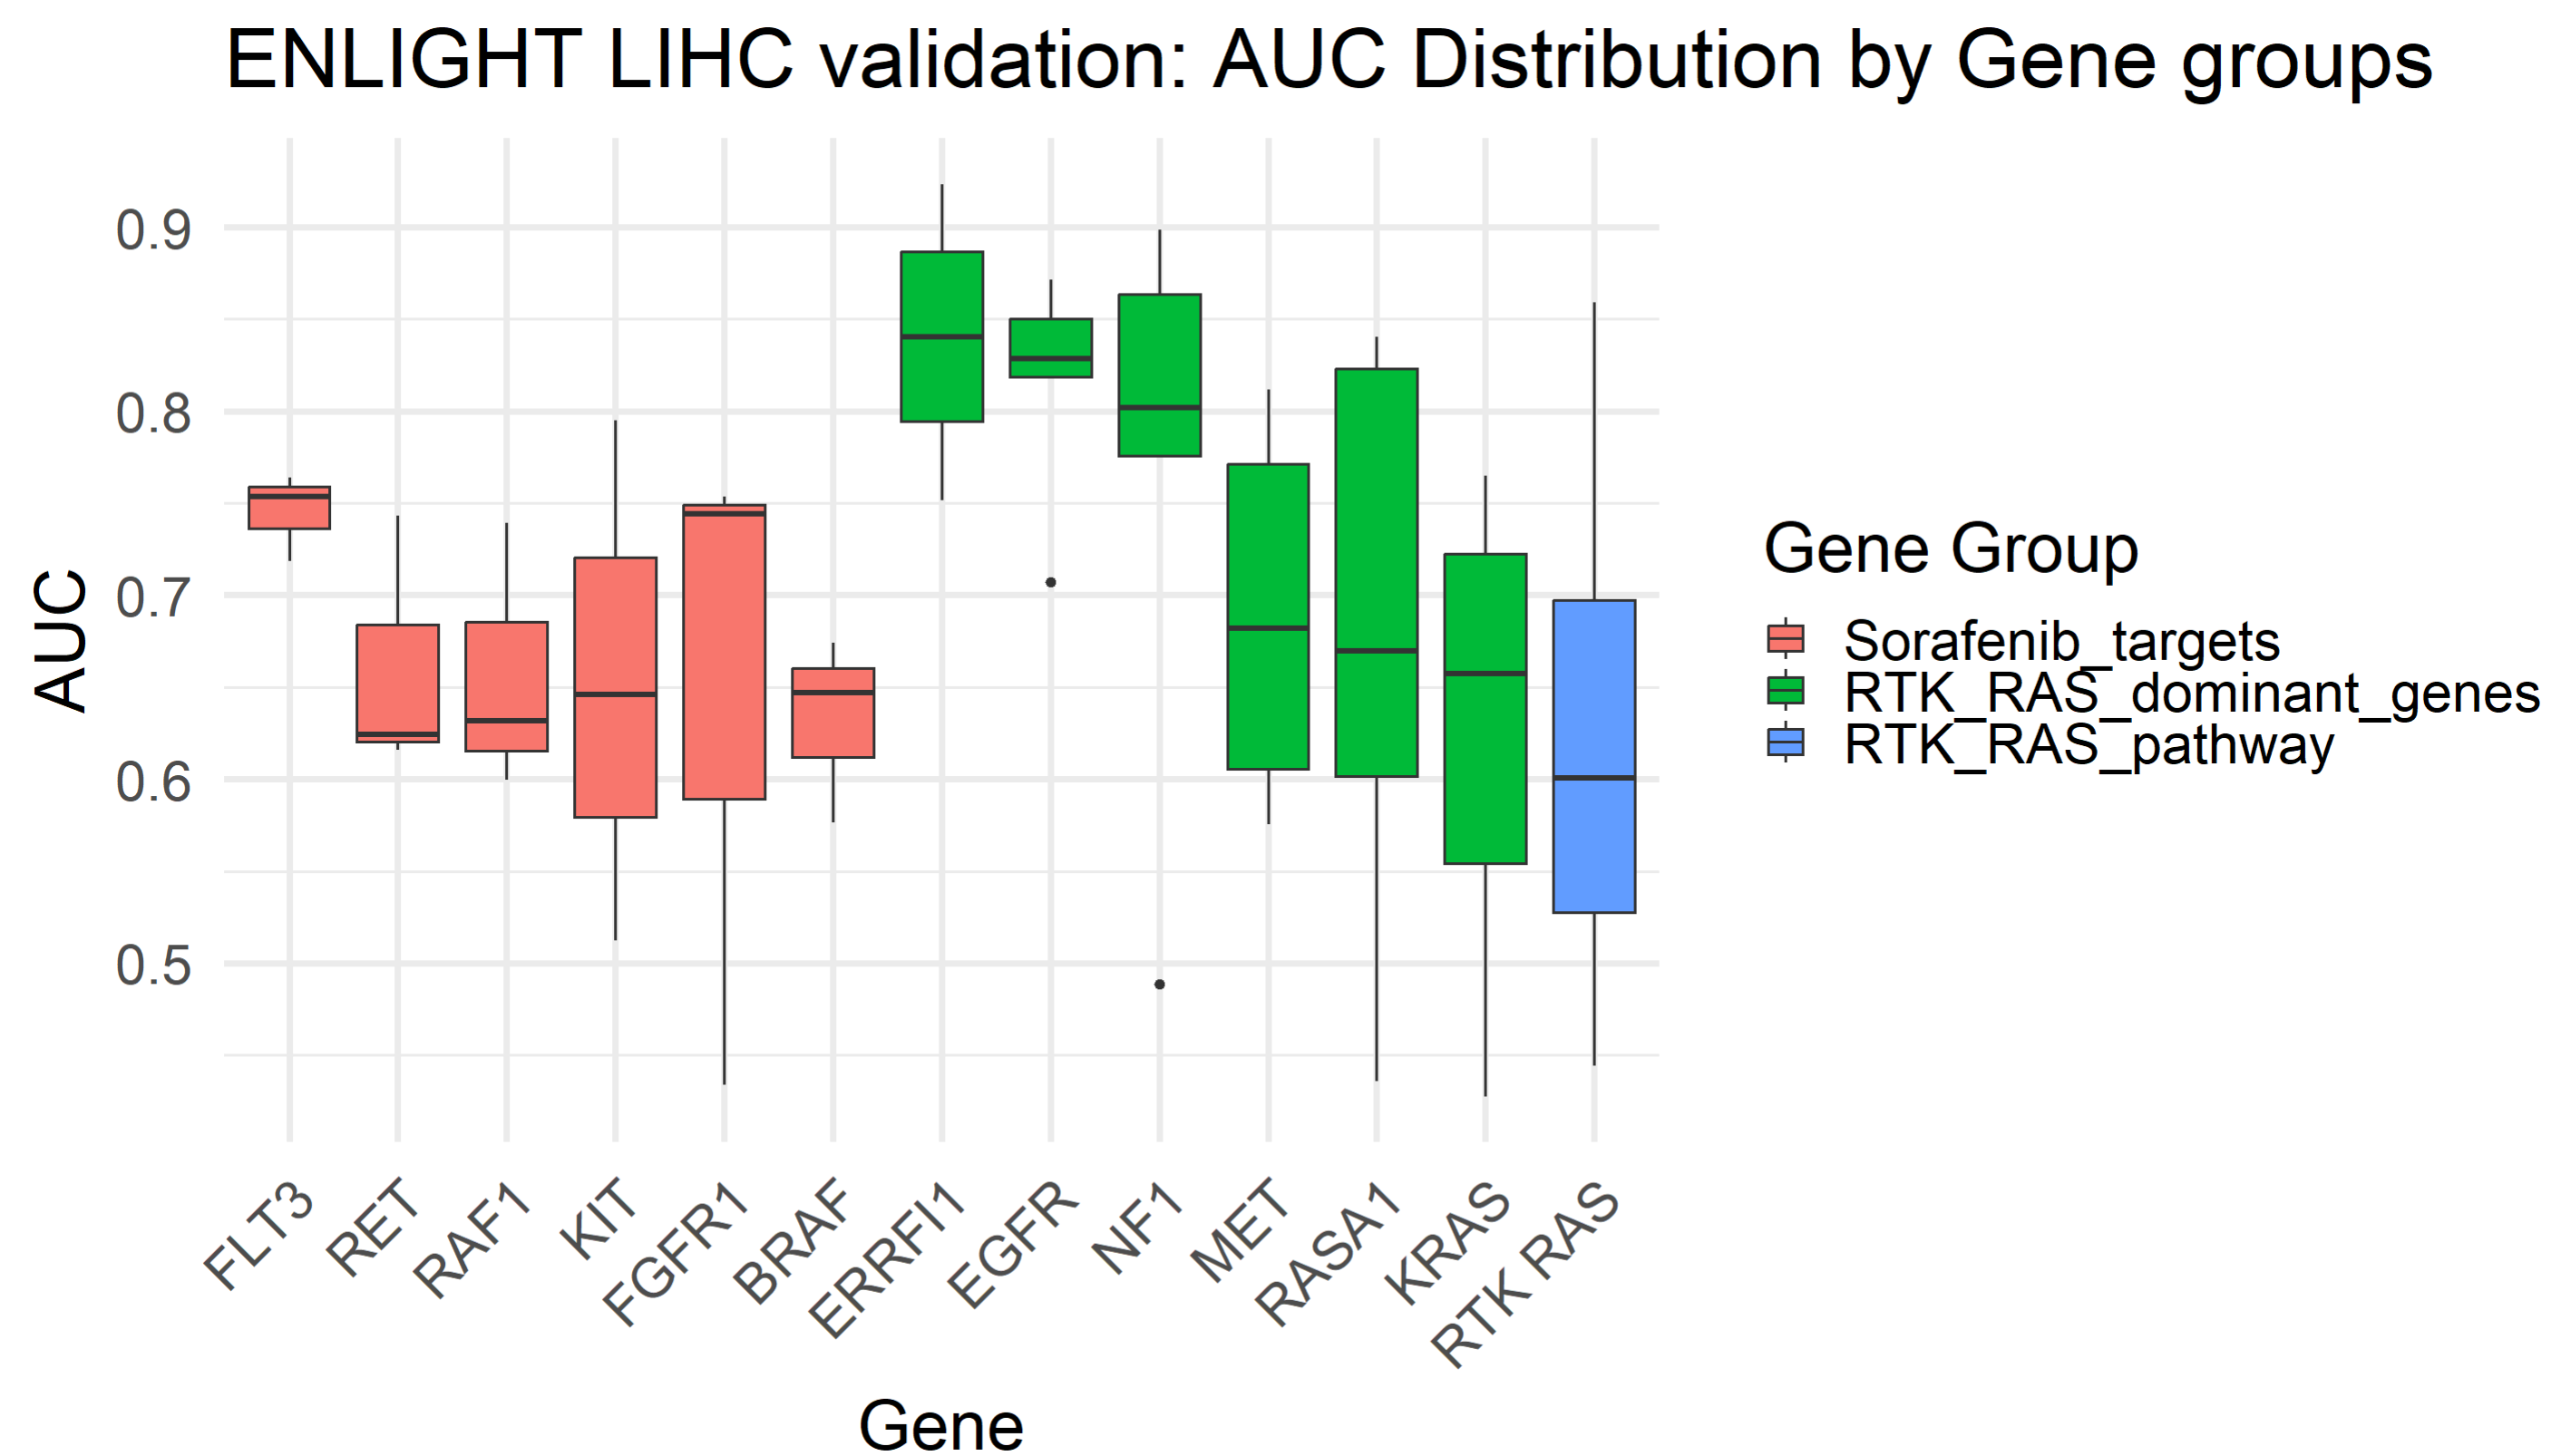 ENLIGHT LIHC validation: AUC Distribution by Gene groups
AUC
0.9
0.8
0.7
0.6
0.5
FLT3
RET
RAF1
KIT
FGFR1
BRAF
ERRFI1
EGFR
NF1
MET
RASA1
KRAS
RTK RAS
Gene
Gene Group
Sorafenib_targets
RTK_RAS_dominant_genes
RTK_RAS_pathway